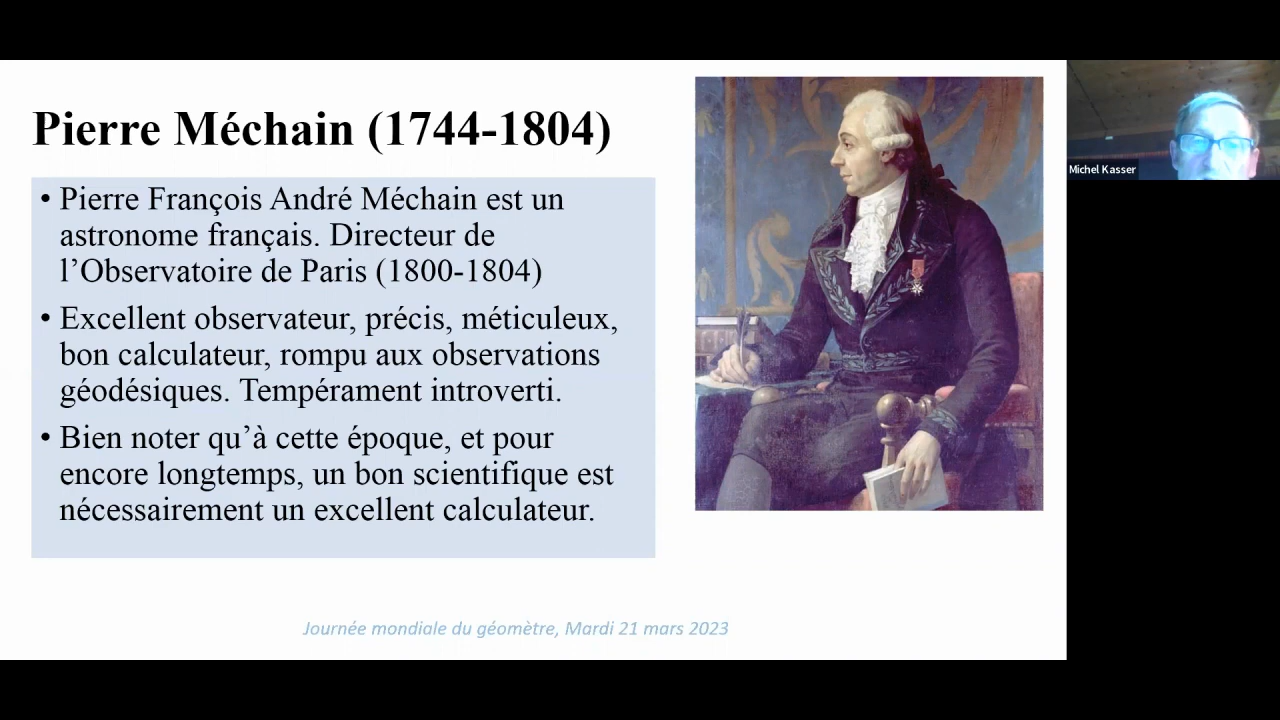 Pierre Méchain (1744-1804)
• Pierre François André Méchain est un
astronome français. Directeur de
l’Observatoire de Paris (1800-1804)
• Excellent observateur, précis, méticuleux,
bon calculateur, rompu aux observations
géodésiques. Tempérament introverti.
• Bien noter qu’à cette époque, et pour
encore longtemps, un bon scientifique est
nécessairement un excellent calculateur.
Journée mondiale du géomètre, Mardi 21 mars 2023
Michel Kasser